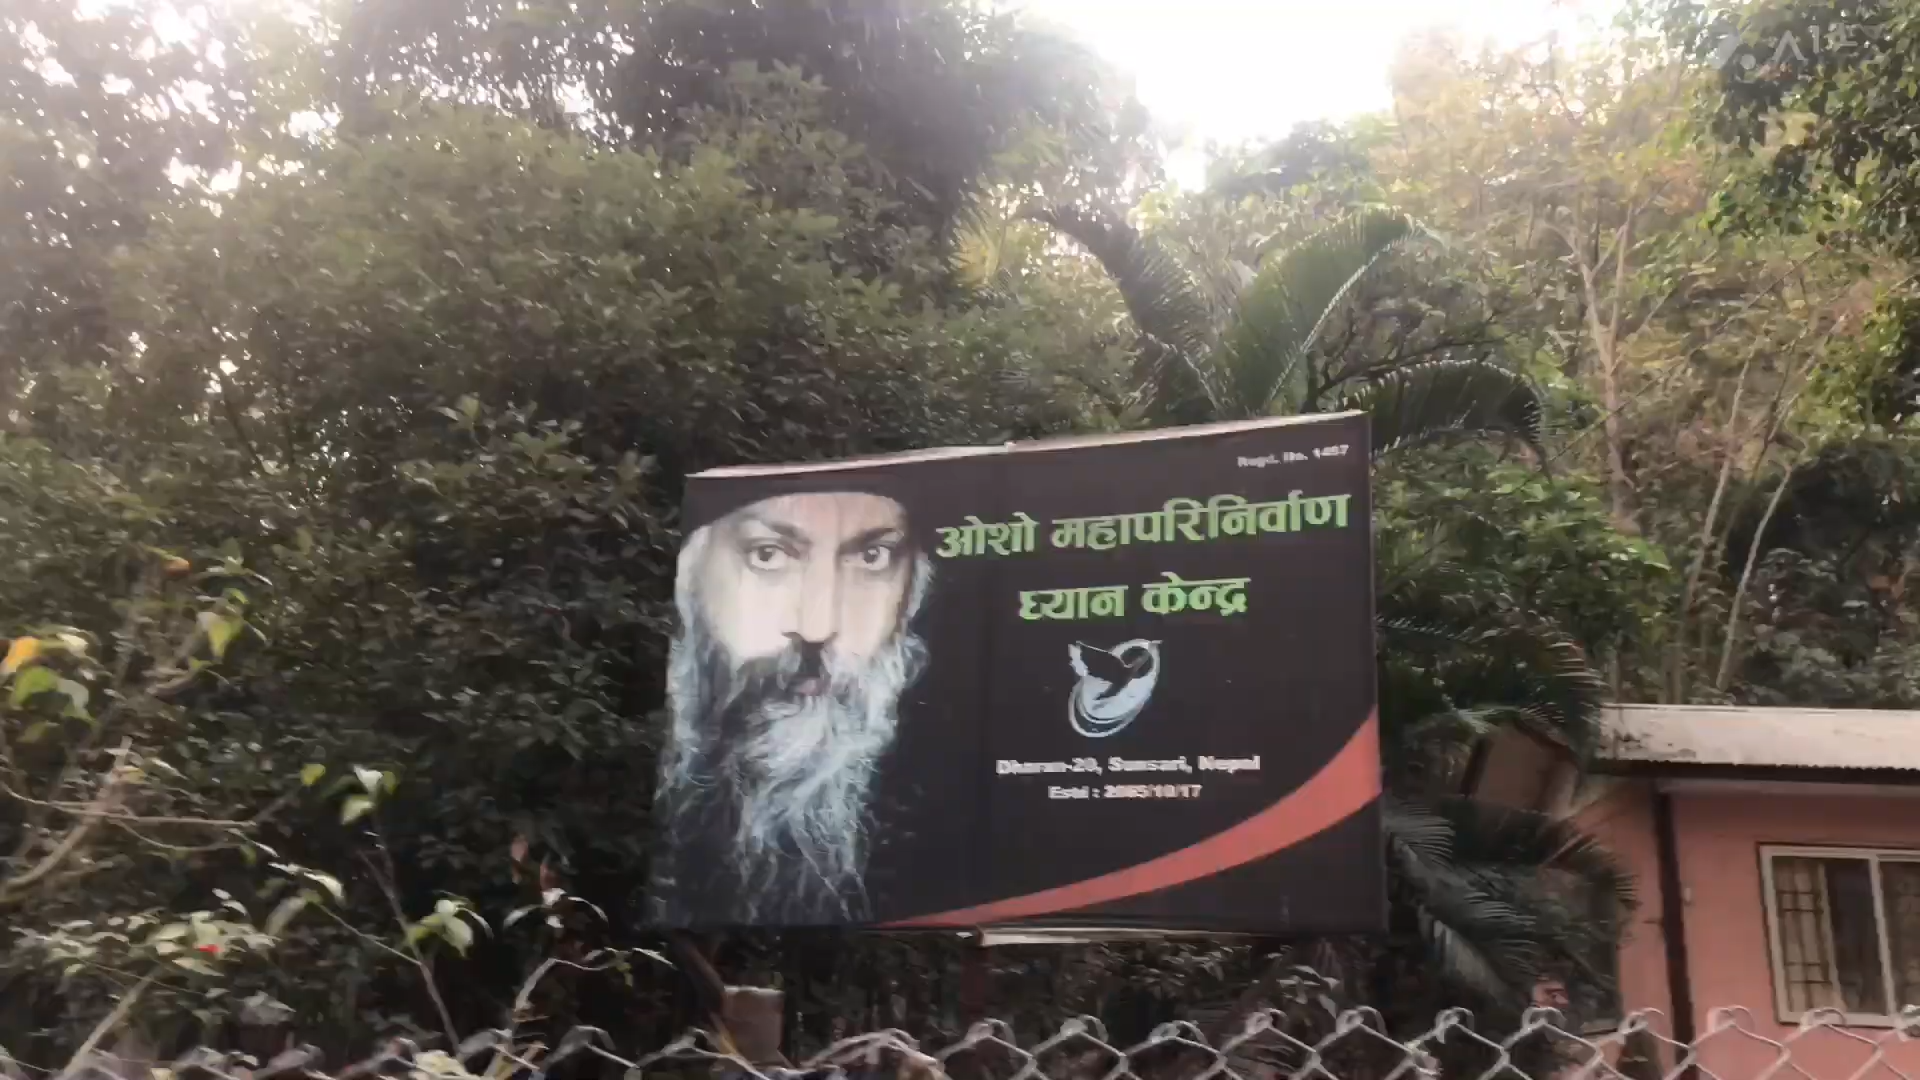 Regd. No. 1457
ओशो महापरिनिर्वाण
ध्यान केन्द्र
Dharan-20, Sunsari, Nepal
Estd : 2065/10/17